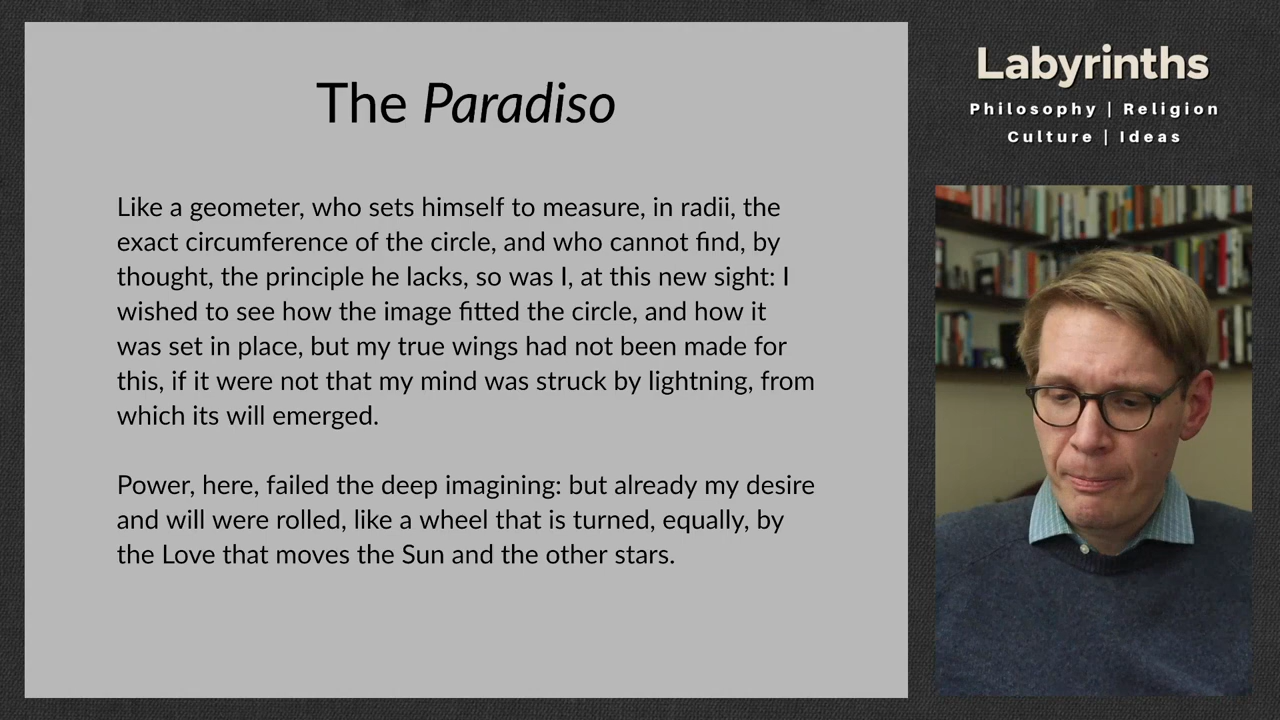 The Paradiso
Like a geometer, who sets himself to measure, in radii, the
exact circumference of the circle, and who cannot find, by
thought, the principle he lacks, so was I, at this new sight: I
wished to see how the image fitted the circle, and how it
was set in place, but my true wings had not been made for
this, if it were not that my mind was struck by lightning, from
which its will emerged.
Power, here, failed the deep imagining: but already my desire
and will were rolled, like a wheel that is turned, equally, by
the Love that moves the Sun and the other stars.
Labyrinths
Philosophy | Religion
Culture | Ideas